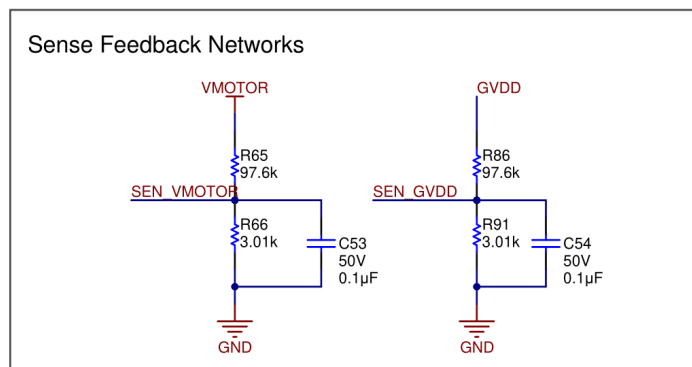 Sense Feedback Networks
VMOTOR
GVDD
R65
97.6k
R86
97.6k
SEN_VMOTOR
SEN_GVDD
R66
3.01k
R91
3.01k
C53
50V
0.1µF
C54
50V
0.1µF
GND
GND